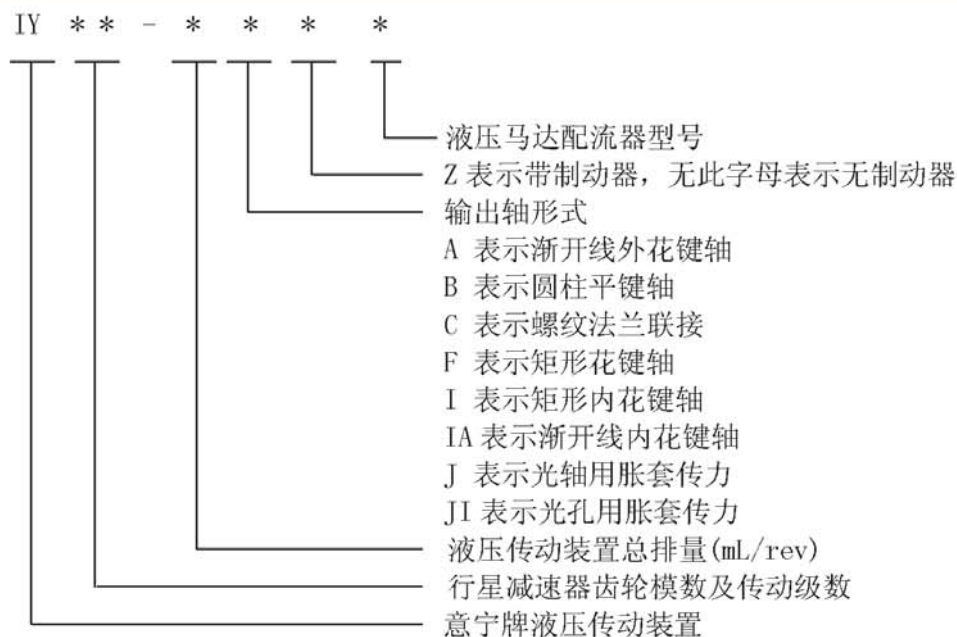 IY ** - * * * *
液压马达配流器型号
Z 表示带制动器，无此字母表示无制动器
输出轴形式
A 表示渐开线外花键轴
B 表示圆柱平键轴
C 表示螺纹法兰联接
F 表示矩形花键轴
I 表示矩形内花键轴
IA 表示渐开线内花键轴
J 表示光轴用胀套传力
JI 表示光孔用胀套传力
液压传动装置总排量(mL/rev)
行星减速器齿轮模数及传动级数
意宁牌液压传动装置